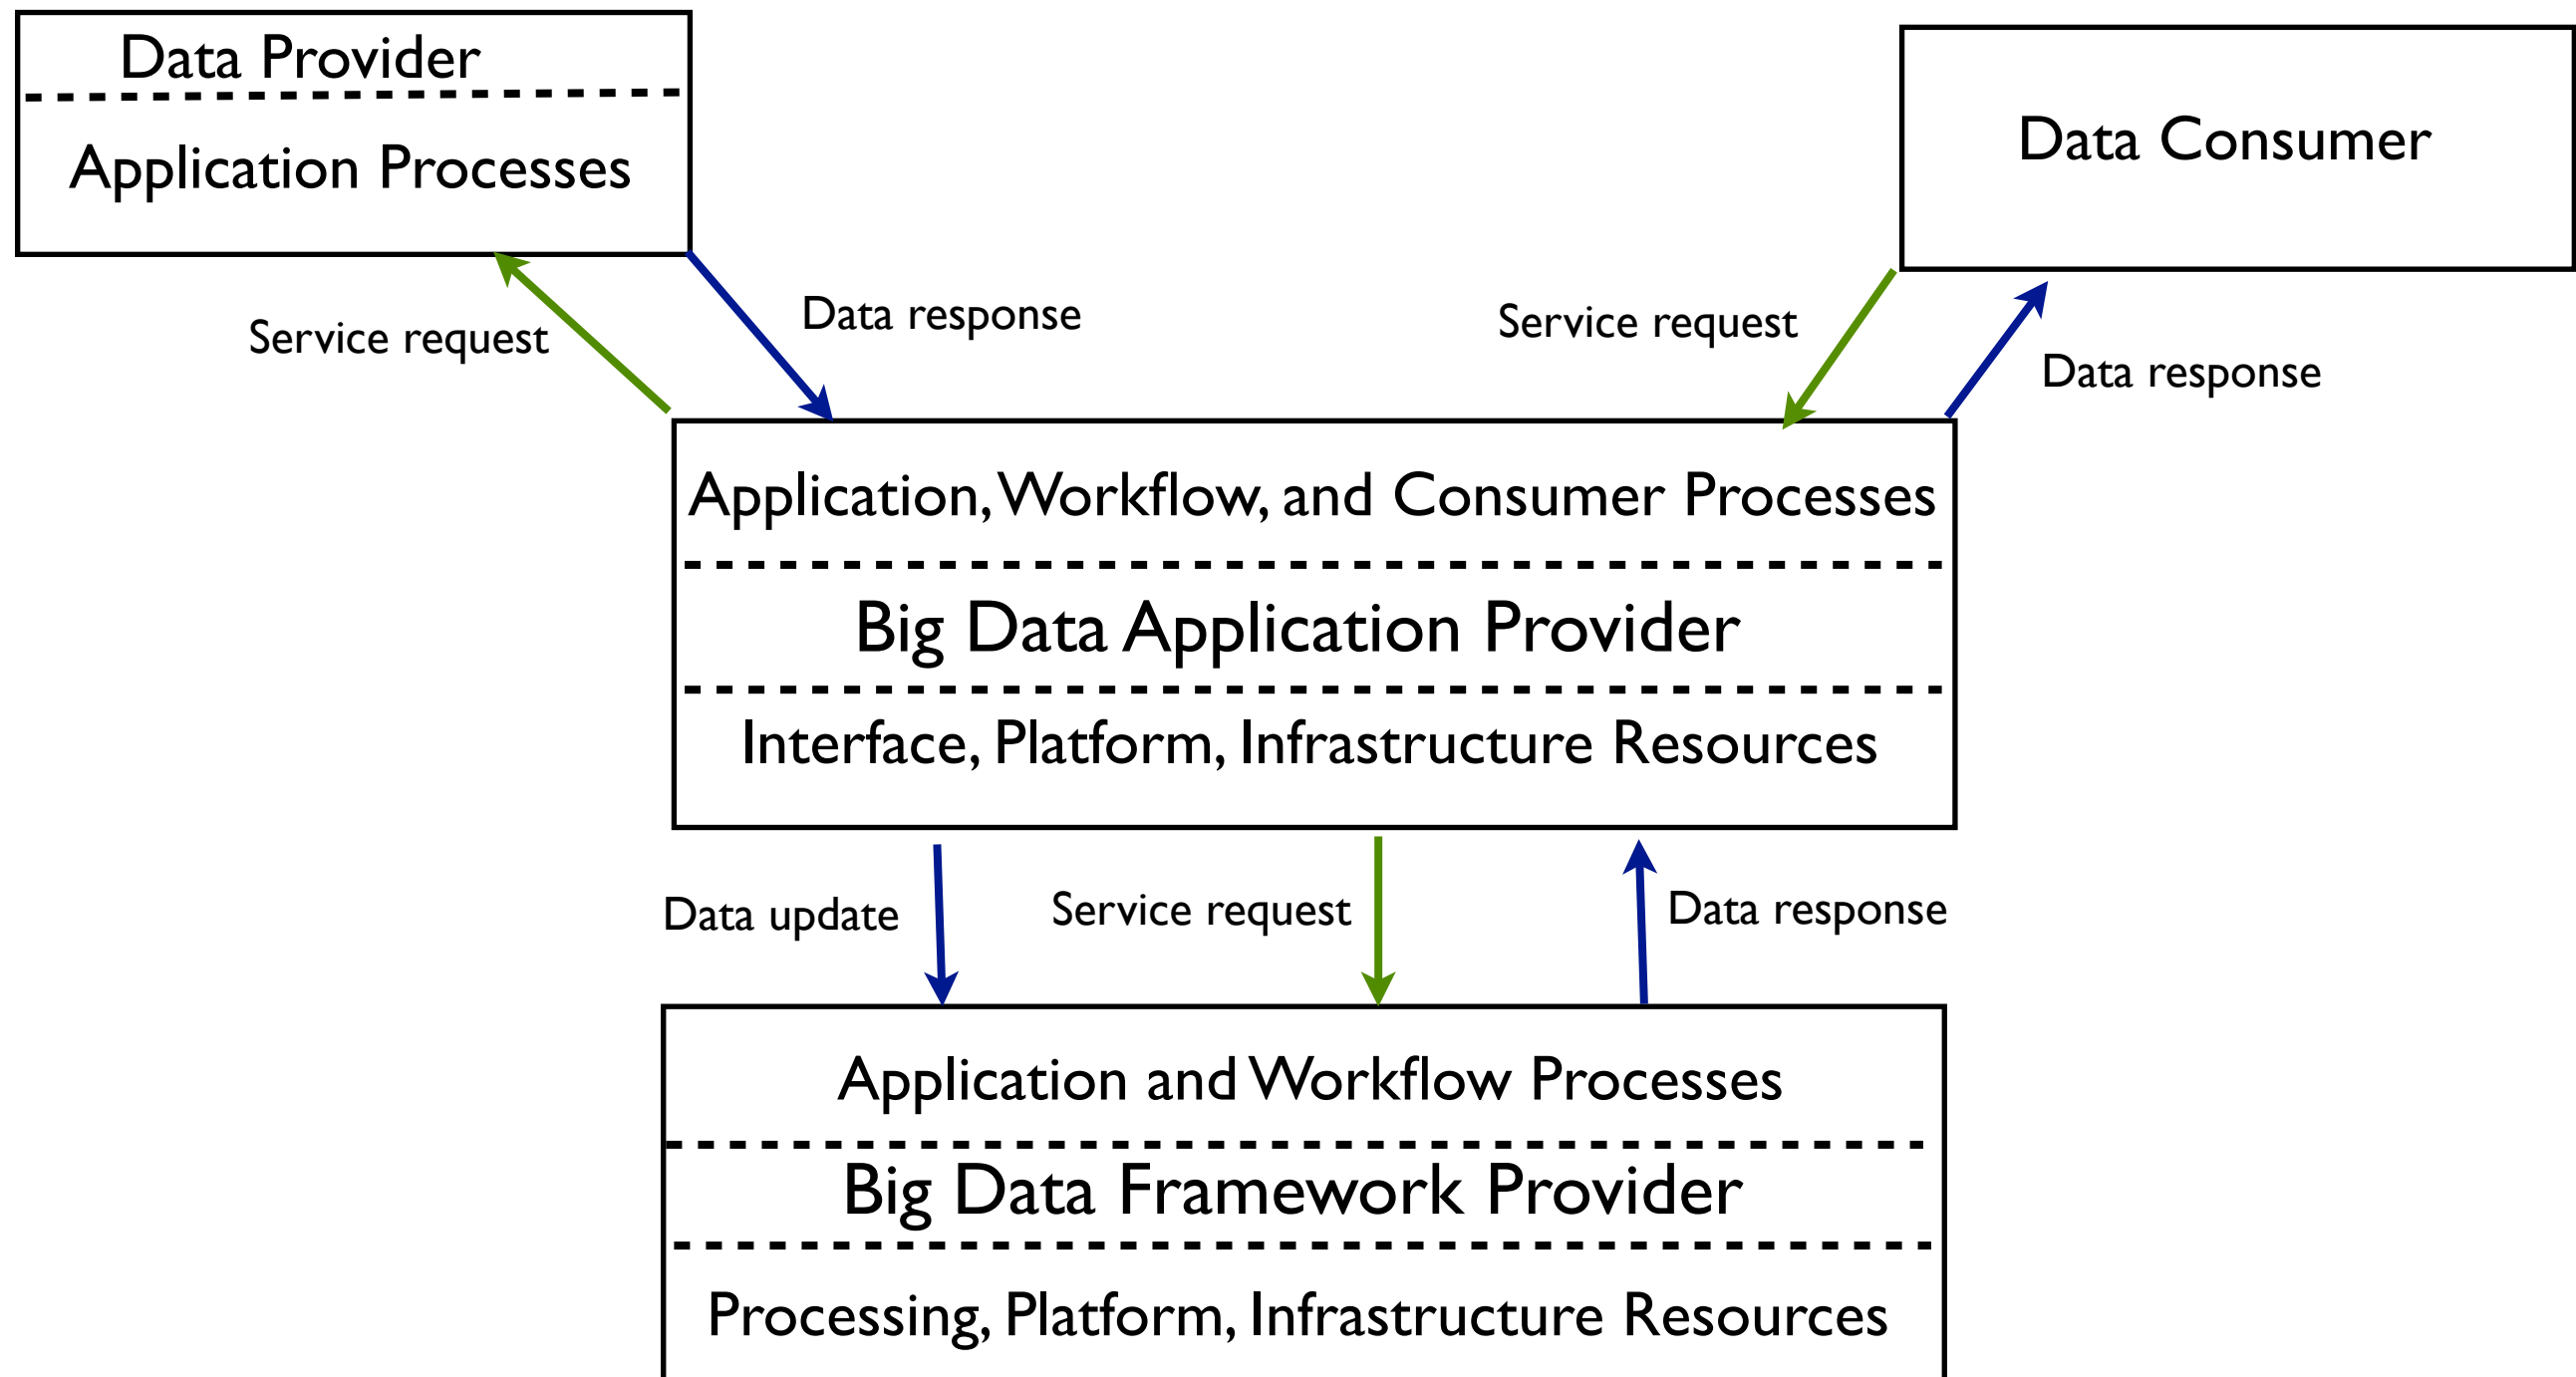 Data Provider
Application Processes
Data Consumer
Service request
Data response
Service request
Data response
Application, Workflow, and Consumer Processes
Big Data Application Provider
Interface, Platform, Infrastructure Resources
Data update
Service request
Data response
Application and Workflow Processes
Big Data Framework Provider
Processing, Platform, Infrastructure Resources